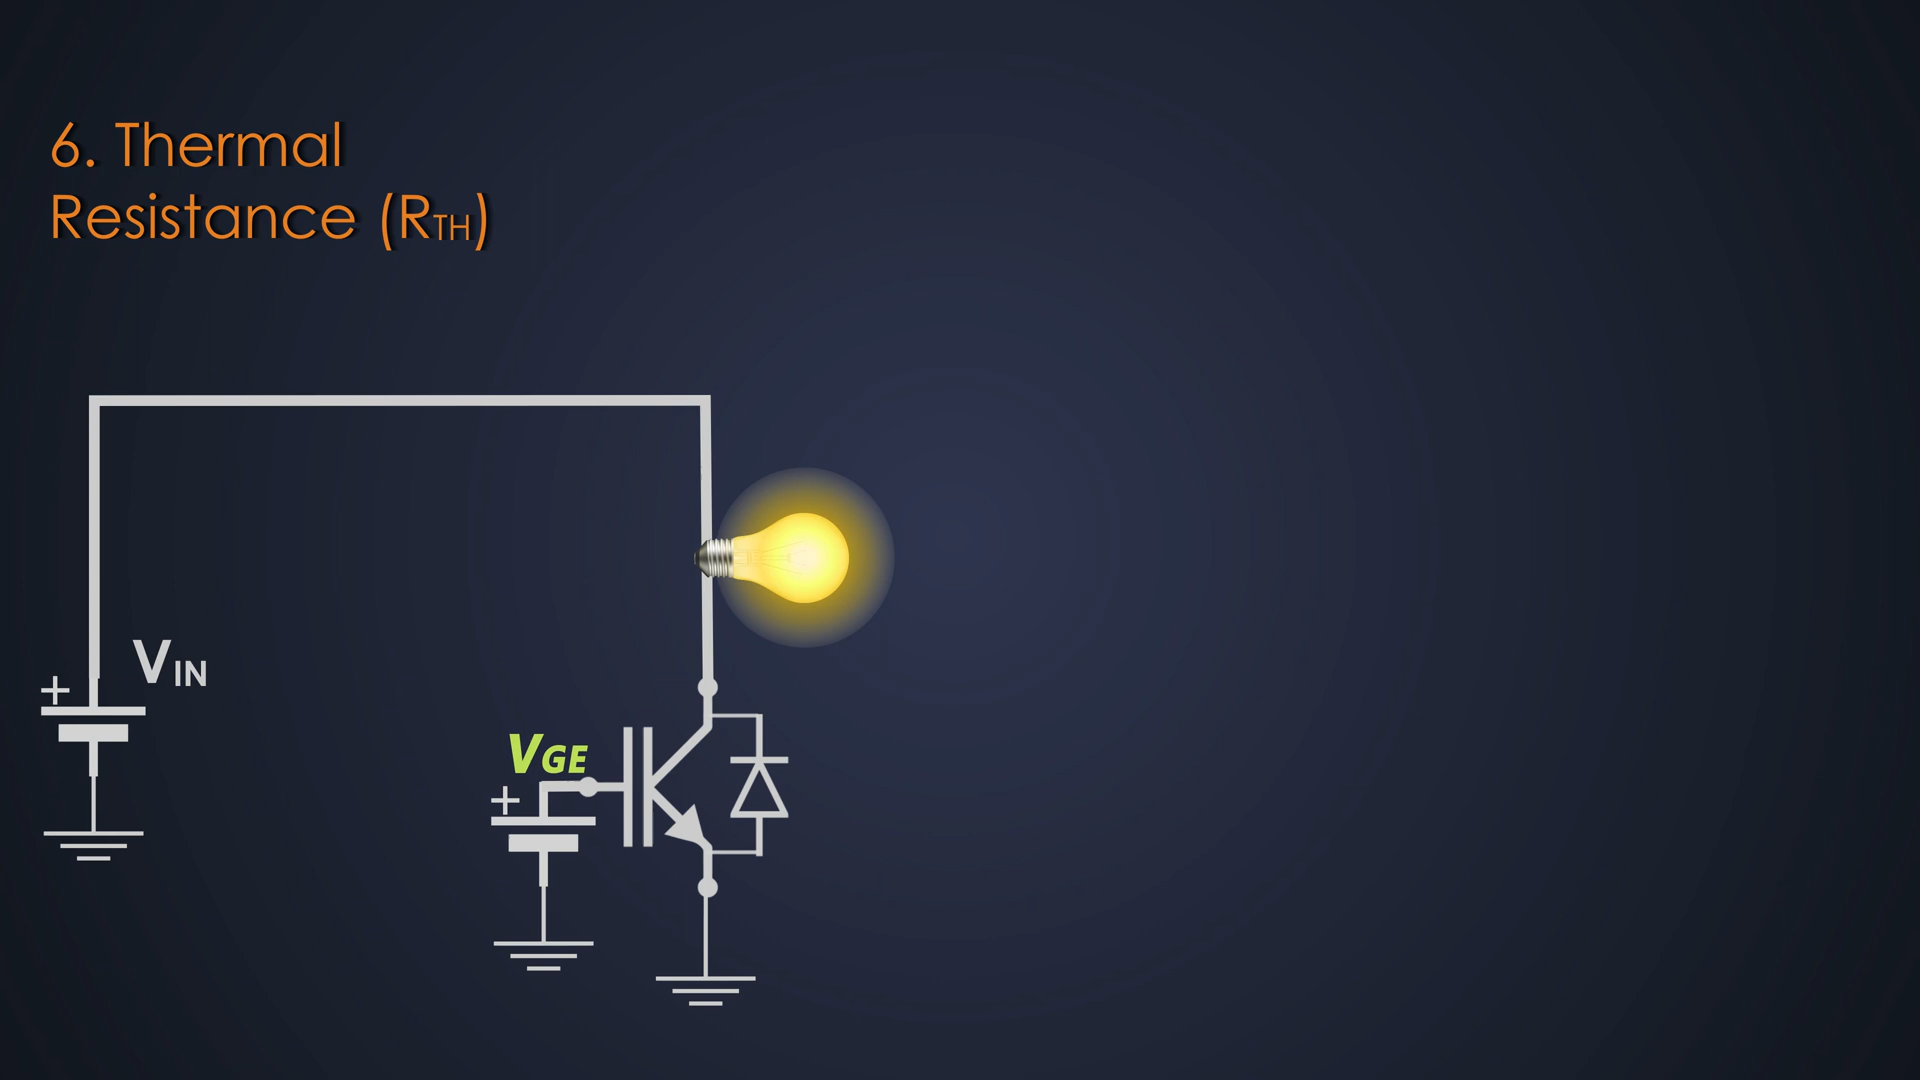 6. Thermal
Resistance (RTH)
VIN
+
VGE
+